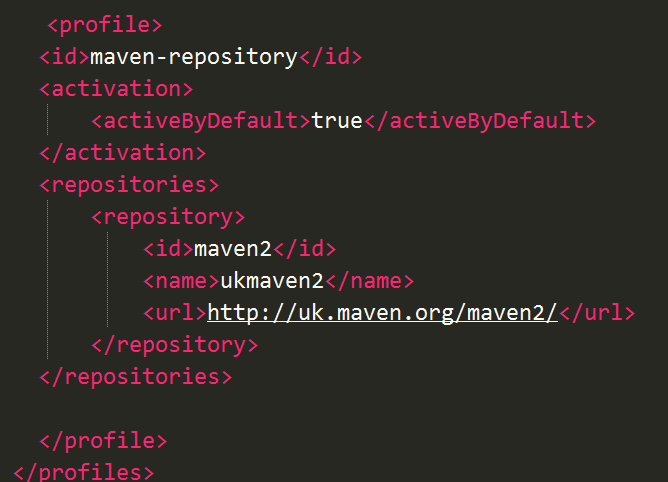 <profile>
<id>maven-repository</id>
<activation>
<activeByDefault>true</activeByDefault>
</activation>
<repositories>
<repository>
<id>maven2</id>
<name>ukmaven2</name>
<url>http://uk.maven.org/maven2/</url>
</repository>
</repositories>
</profile>
</profiles>